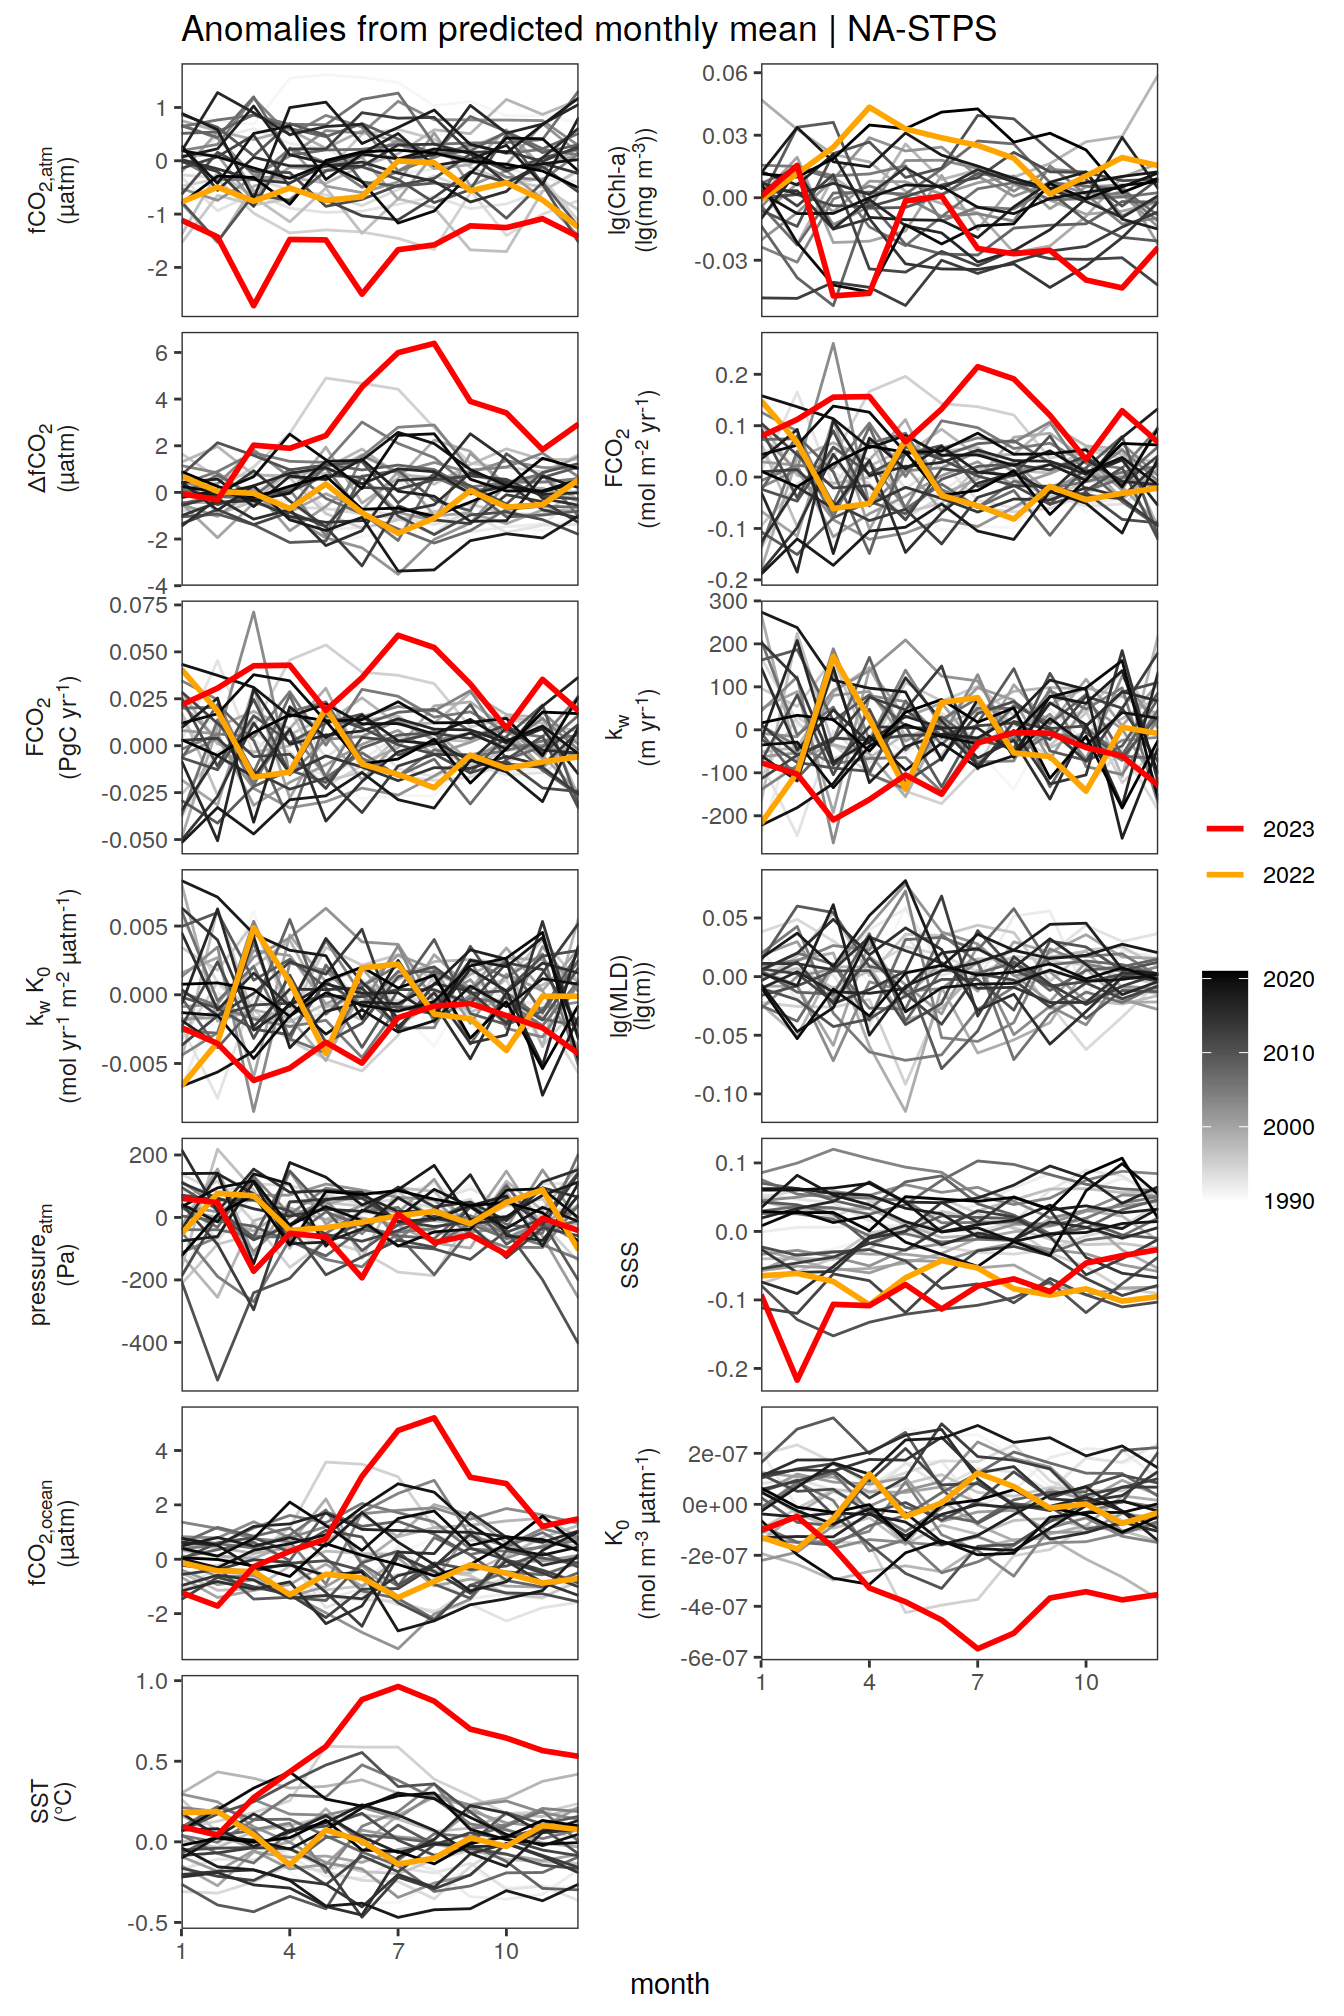 Anomalies from predicted monthly mean | NA-STPS
fCO2,atm
(µatm)
1
0
-1
-2
lg(Chl-a)
(lg(mg m-3))
0.06
0.03
0.00
-0.03
ΔfCO2
(µatm)
6
4
2
0
-2
-4
FCO2
(mol m-2 yr-1)
0.2
0.1
0.0
-0.1
-0.2
FCO2
(PgC yr-1)
0.075
0.050
0.025
0.000
-0.025
-0.050
kw
(m yr-1)
300
200
100
0
-100
-200
kw K0
(mol yr-1 m-2 µatm-1)
0.005
0.000
-0.005
lg(MLD)
(lg(m))
0.05
0.00
-0.05
-0.10
pressureatm
(Pa)
200
0
-200
-400
SSS
0.1
0.0
-0.1
-0.2
fCO2,ocean
(µatm)
4
2
0
-2
K0
(mol m-3 µatm-1)
2e-07
0e+00
-2e-07
-4e-07
-6e-07
1 4 7 10
SST
(°C)
1.0
0.5
0.0
-0.5
1 4 7 10
month
2023
2022
2020
2010
2000
1990